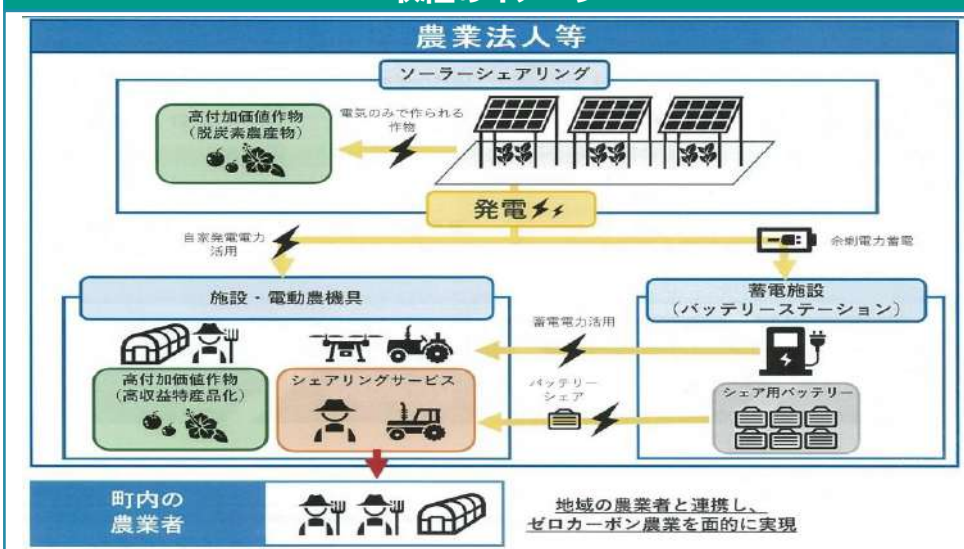 農業法人等
ソーラーシェアリング
高付加価値作物
(脱炭素農産物)
電気のみで作られる
作物
発電
自家発電電力
活用
余剰電力蓄電
施設・電動農機具
蓄電施設
(バッテリーステーション)
蓄電電力活用
高付加価値作物
(高収益特産品化)
シェアリングサービス
バッテリー
シェア
シェア用バッテリー
町内の
農業者
地域の農業者と連携し、
ゼロカーボン農業を面的に実現